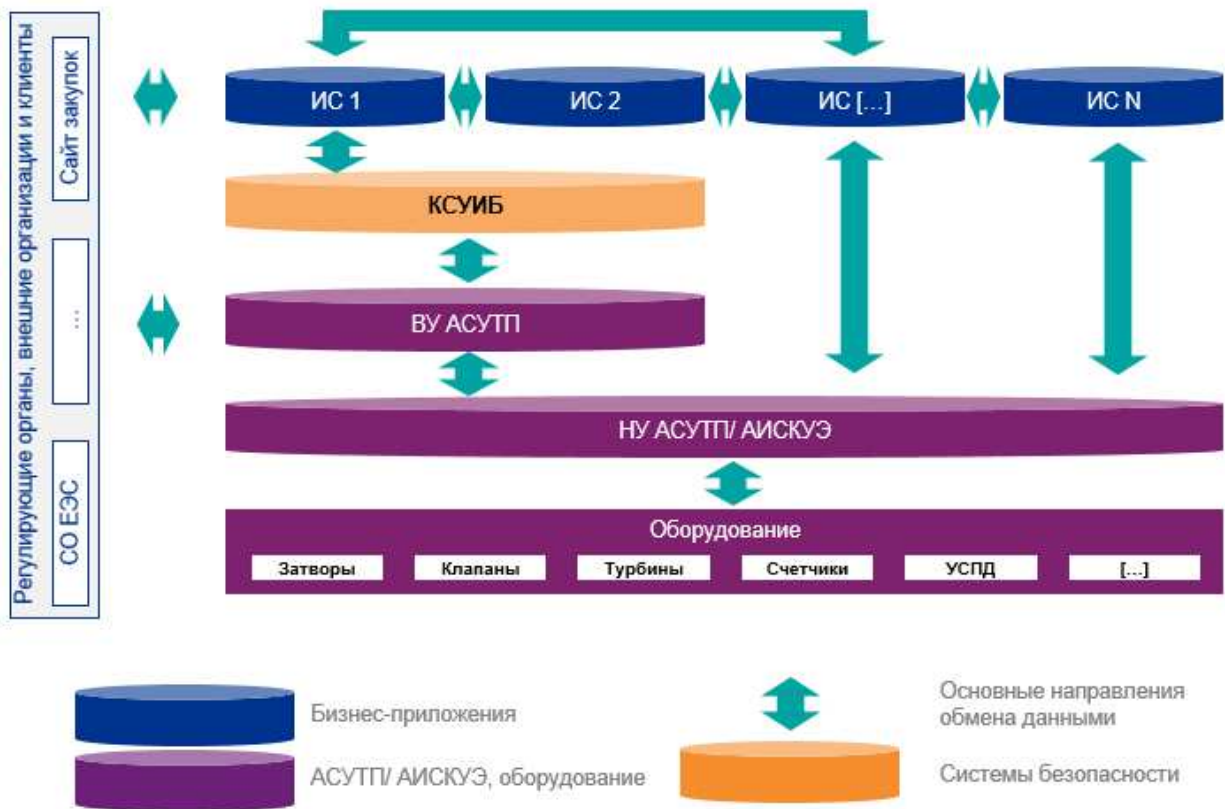 Регулирующие органы, внешние организации и клиенты
Сайт закупок
...
СО ЕЭС
ИС 1
ИС 2
ИС [...]
ИС N
КСУИБ
ВУ АСУТП
НУ АСУТП/ АИСКУЭ
Оборудование
Затворы
Клапаны
Турбины
Счетчики
УСПД
[...]
Бизнес-приложения
АСУТП/ АИСКУЭ, оборудование
Основные направления
обмена данными
Системы безопасности